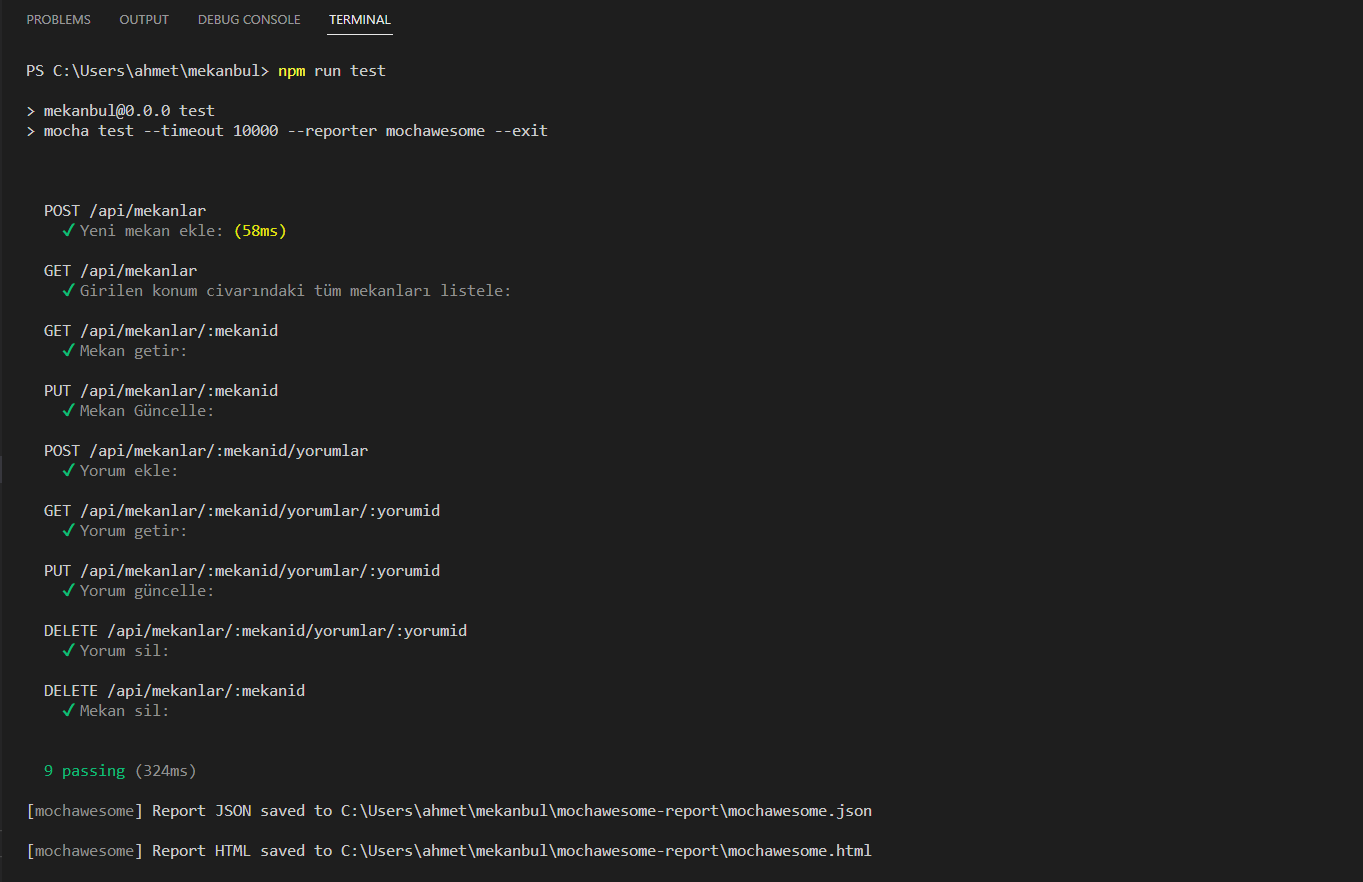 PROBLEMS OUTPUT DEBUG CONSOLE TERMINAL
PS C:\Users\ahmet\mekanbul> npm run test
> mekanbul@0.0.0 test
> mocha test --timeout 10000 --reporter mochawesome --exit
POST /api/mekanlar
✓ Yeni mekan ekle: (58ms)
GET /api/mekanlar
✓ Girilen konum civarındaki tüm mekanları listele:
GET /api/mekanlar/:mekanid
✓ Mekan getir:
PUT /api/mekanlar/:mekanid
✓ Mekan Güncelle:
POST /api/mekanlar/:mekanid/yorumlar
✓ Yorum ekle:
GET /api/mekanlar/:mekanid/yorumlar/:yorumid
✓ Yorum getir:
PUT /api/mekanlar/:mekanid/yorumlar/:yorumid
✓ Yorum güncelle:
DELETE /api/mekanlar/:mekanid/yorumlar/:yorumid
✓ Yorum sil:
DELETE /api/mekanlar/:mekanid
✓ Mekan sil:
9 passing (324ms)
[mochawesome] Report JSON saved to C:\Users\ahmet\mekanbul\mochawesome-report\mochawesome.json
[mochawesome] Report HTML saved to C:\Users\ahmet\mekanbul\mochawesome-report\mochawesome.html